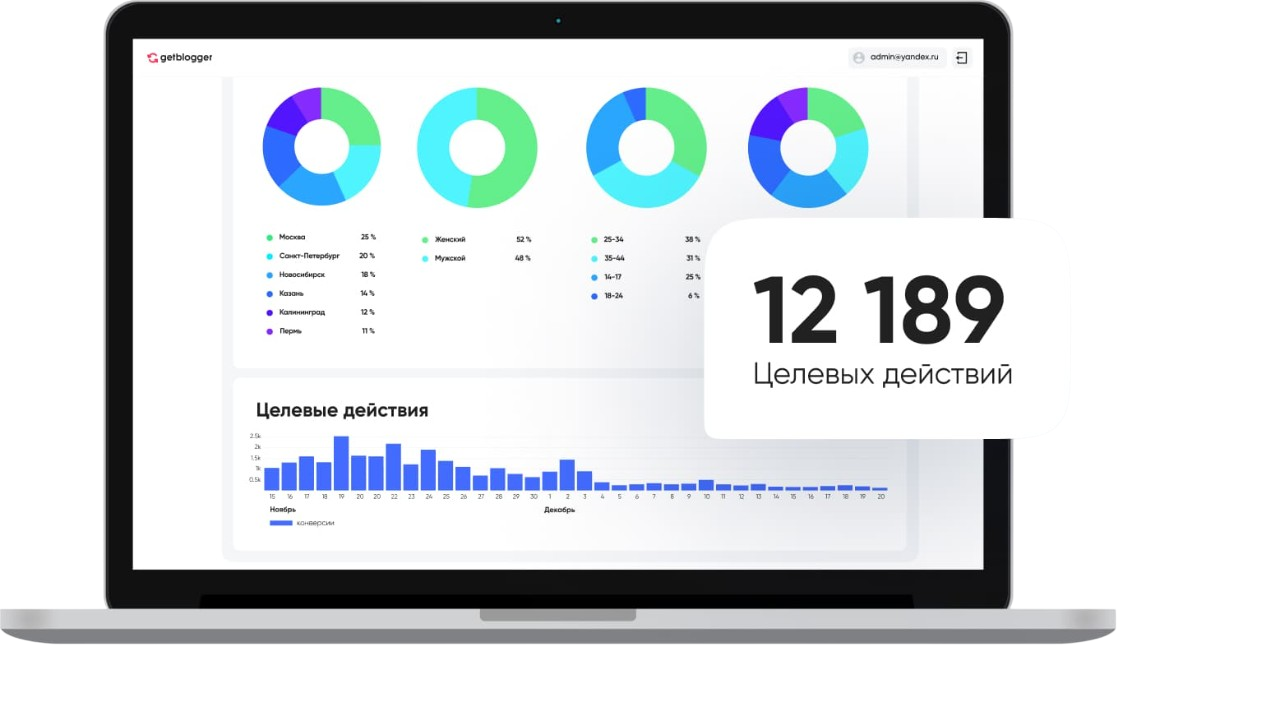 getblogger
admin@yandex.ru
Москва 25 %
Санкт-Петербург 20 %
Новосибирск 18 %
Казань 14 %
Калининград 12 %
Пермь 11 %
Женский 52 %
Мужской 48 %
25-34 38 %
35-44 31 %
14-17 25 %
18-24 6 %
12 189
Целевых действий
Целевые действия
2.5k
2k
1.5k
1k
0.5k
15 16 17 18 19 20 20 22 23 24 25 26 27 28 29 30 1 2 3 4 5 6 7 8 9 10 11 12 13 14 15 16 17 18 19 20
Ноябрь Декабрь
конверсии